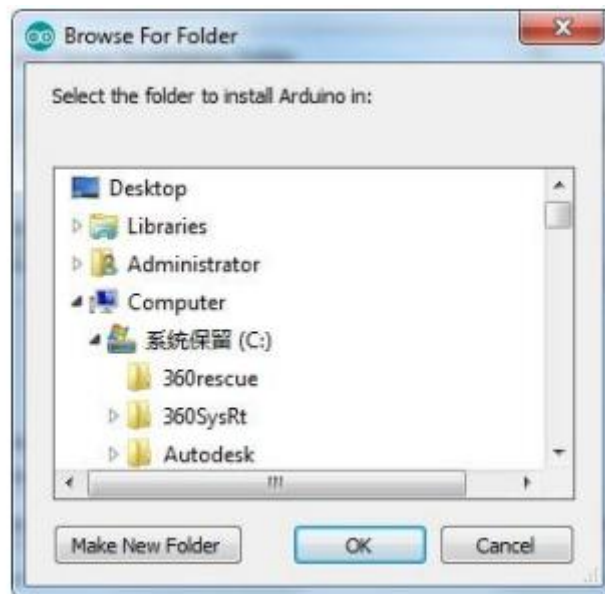 Browse For Folder
Select the folder to install Arduino in:
Desktop
Libraries
Administrator
Computer
系统保留 (C:)
360rescue
360SysRt
Autodesk
Make New Folder
OK
Cancel